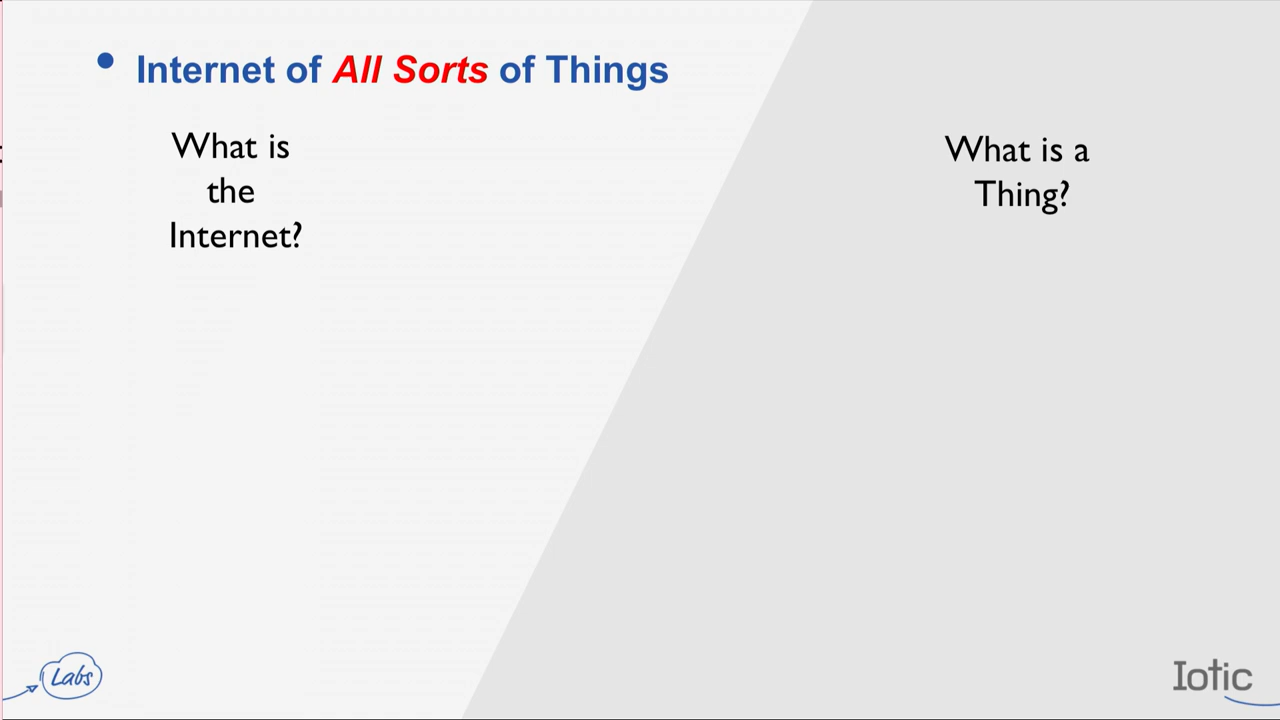 • Internet of All Sorts of Things
What is
the
Internet?
What is a
Thing?
Labs
Iotic